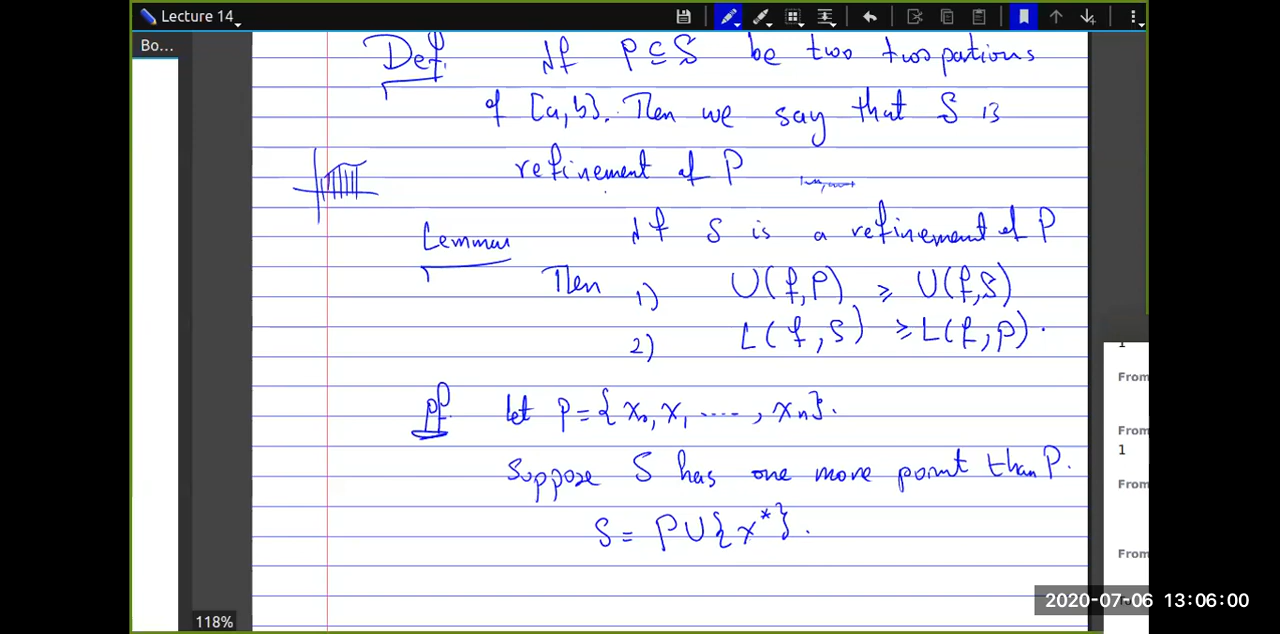 Lecture 14
Bo...
Def. If P ⊆ S be two two partions
of [a, b]. Then we say that S is
refinement of P
Lemma If S is a refinement of P
Then 1) U(f, P) ≥ U(f, S)
2) L(f, S) ≥ L(f, P).
pf. let P = {x₀, x₁ ...., xₙ}.
Suppose S has one more point than P.
S = P ∪ {x*}.
1
From
From
1
From
From
2020-07-06 13:06:00
118%